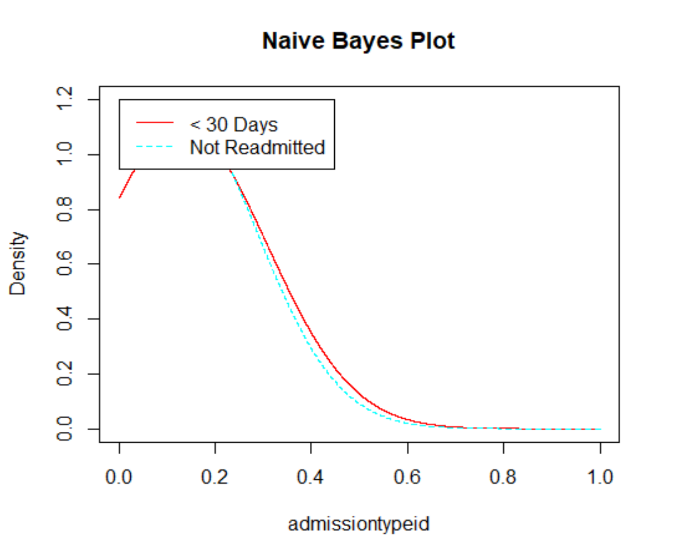 Naive Bayes Plot
< 30 Days
Not Readmitted
Density
1.2
1.0
0.8
0.6
0.4
0.2
0.0
0.0 0.2 0.4 0.6 0.8 1.0
admissiontypeid